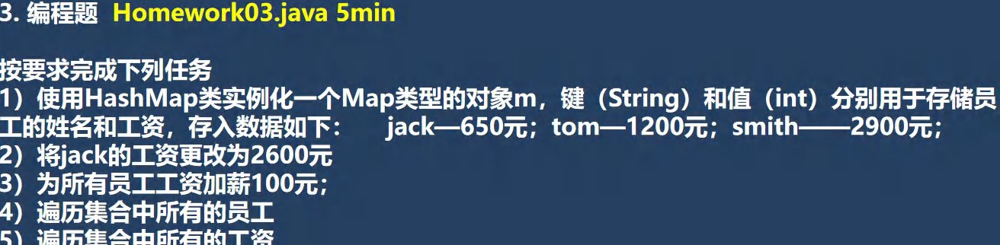 3. 编程题 Homework03.java 5min
按要求完成下列任务
1）使用HashMap类实例化一个Map类型的对象m，键（String）和值（int）分别用于存储员
工的姓名和工资，存入数据如下： jack—650元；tom—1200元；smith——2900元；
2）将jack的工资更改为2600元
3）为所有员工工资加薪100元；
4）遍历集合中所有的员工
5）遍历集合中所有的工资